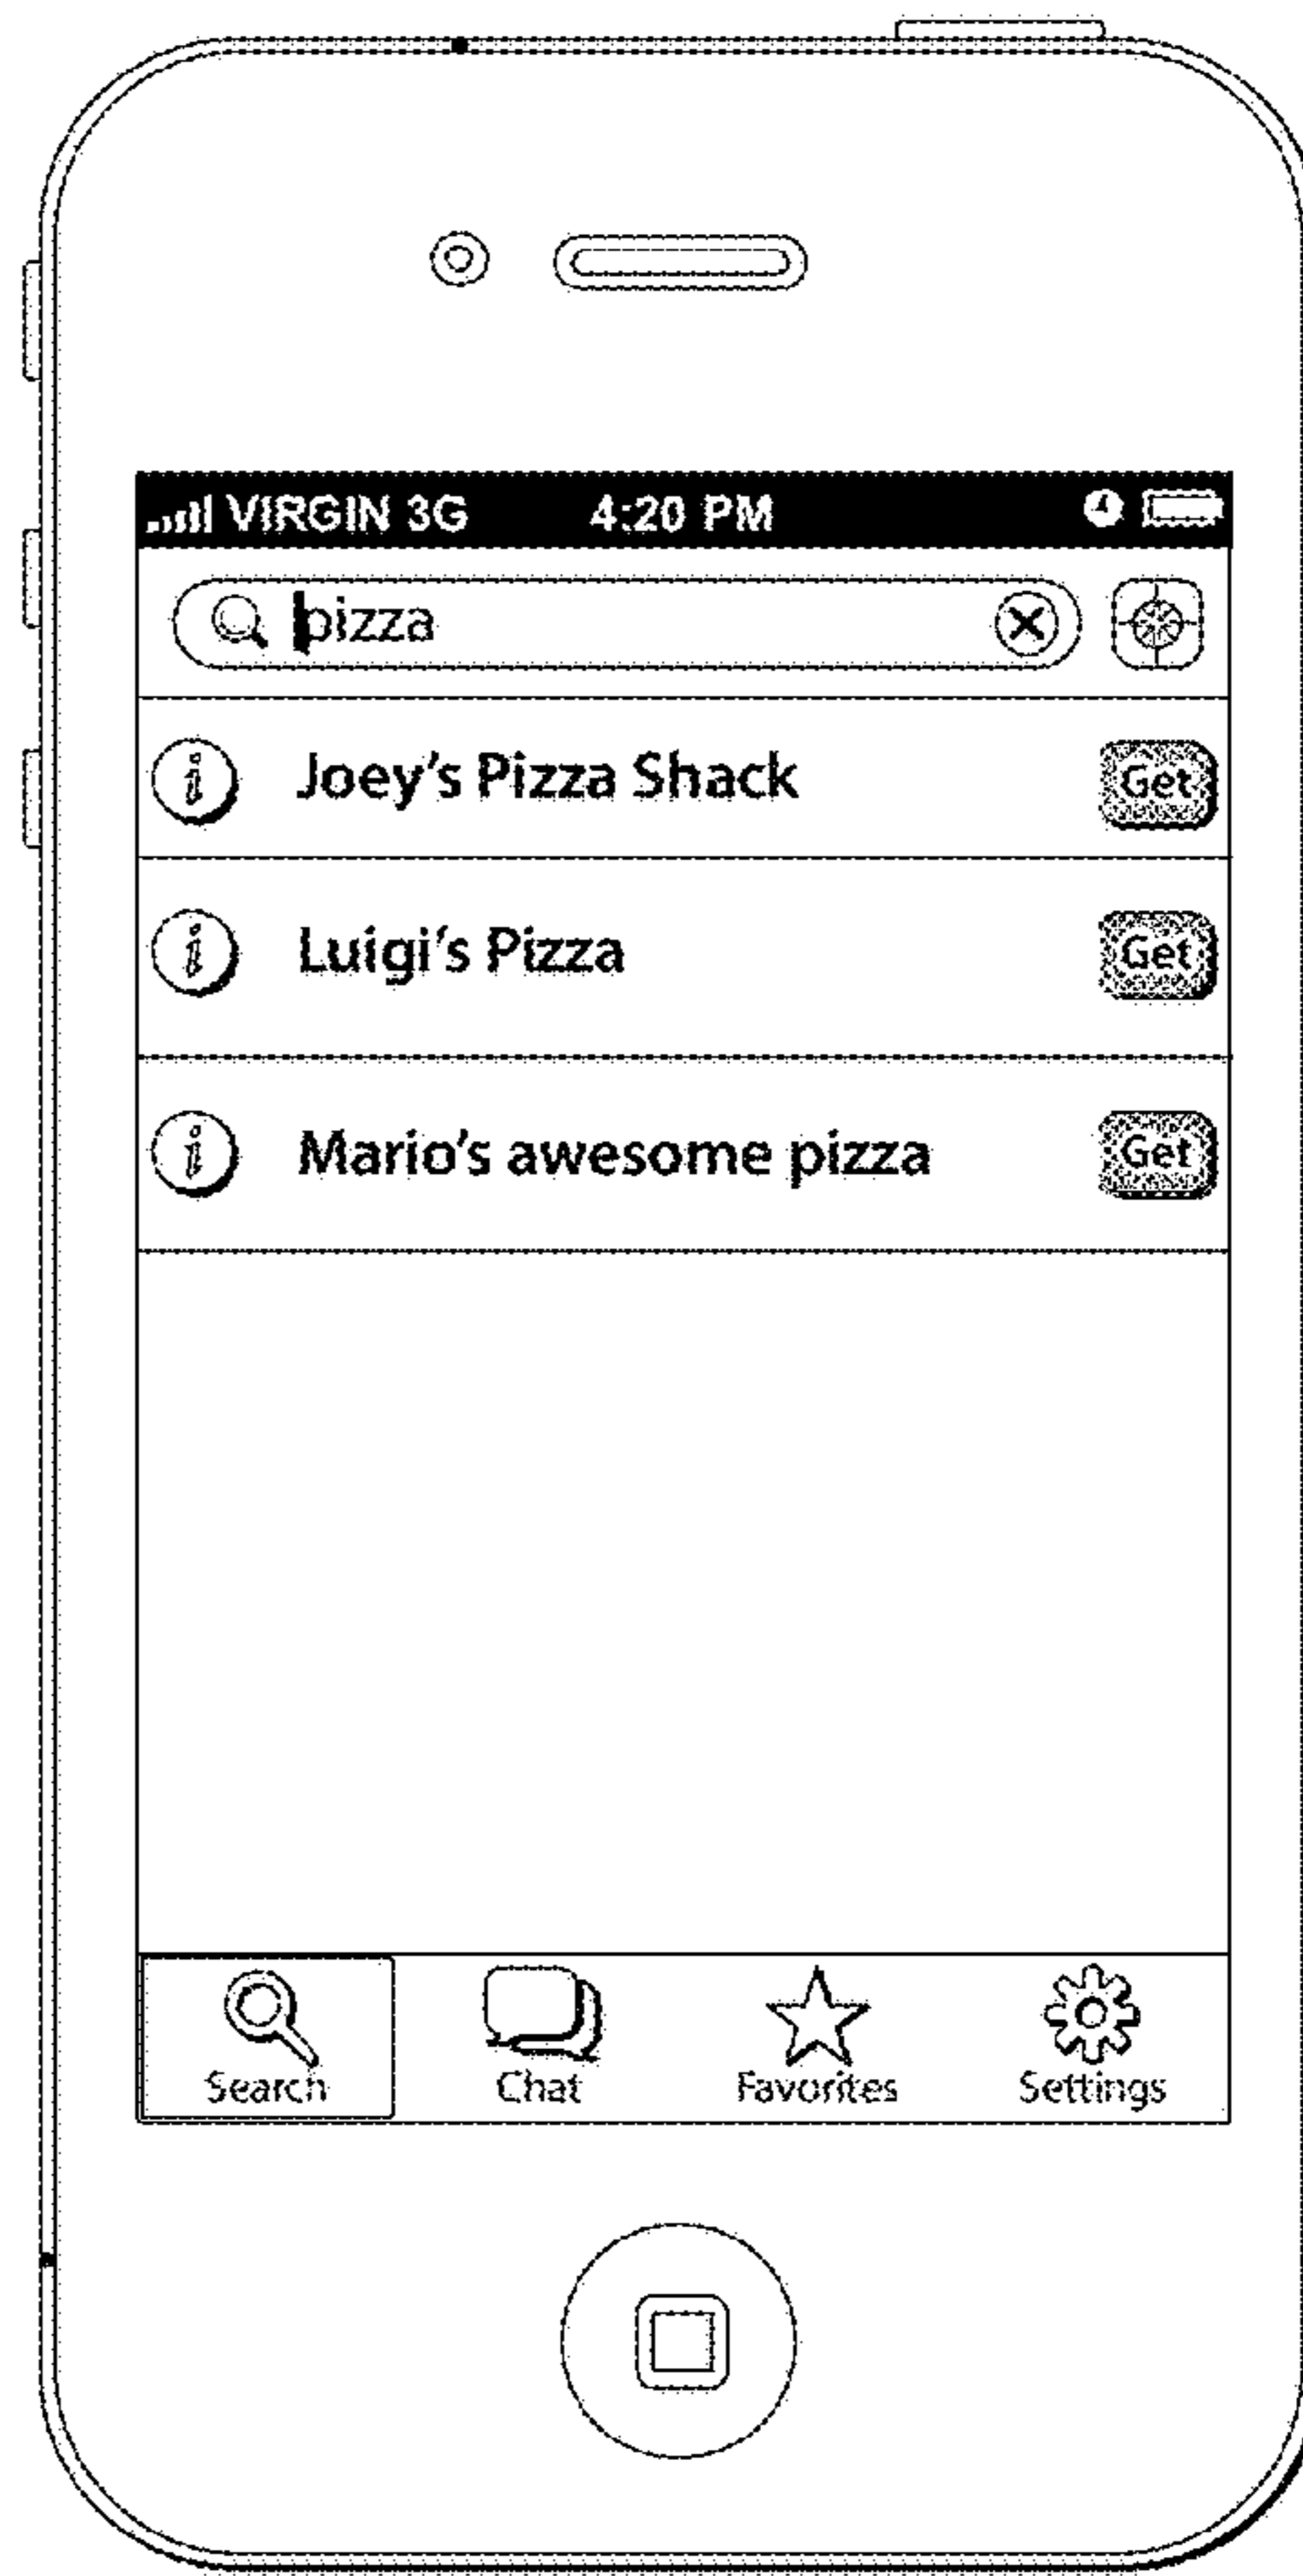 VIRGIN 3G 4:20 PM
pizza
i Joey's Pizza Shack Get
i Luigi's Pizza Get
i Mario's awesome pizza Get
Search Chat Favorites Settings